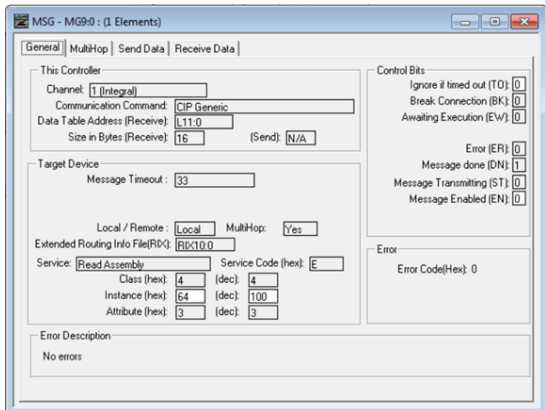 MSG - MG9:0 : (1 Elements)
General MultiHop Send Data Receive Data
This Controller
Channel: 1 (Integral)
Communication Command: CIP Generic
Data Table Address (Receive): L11:0
Size in Bytes (Receive): 16 (Send): N/A
Target Device
Message Timeout : 33
Local / Remote : Local MultiHop: Yes
Extended Routing Info File(RIX): RIX10:0
Service: Read Assembly Service Code (hex): E
Class (hex): 4 (dec): 4
Instance (hex): 64 (dec): 100
Attribute (hex): 3 (dec): 3
Control Bits
Ignore if timed out (TO): 0
Break Connection (BK): 0
Awaiting Execution (EW): 0
Error (ER): 0
Message done (DN): 1
Message Transmitting (ST): 0
Message Enabled (EN): 0
Error
Error Code(Hex): 0
Error Description
No errors